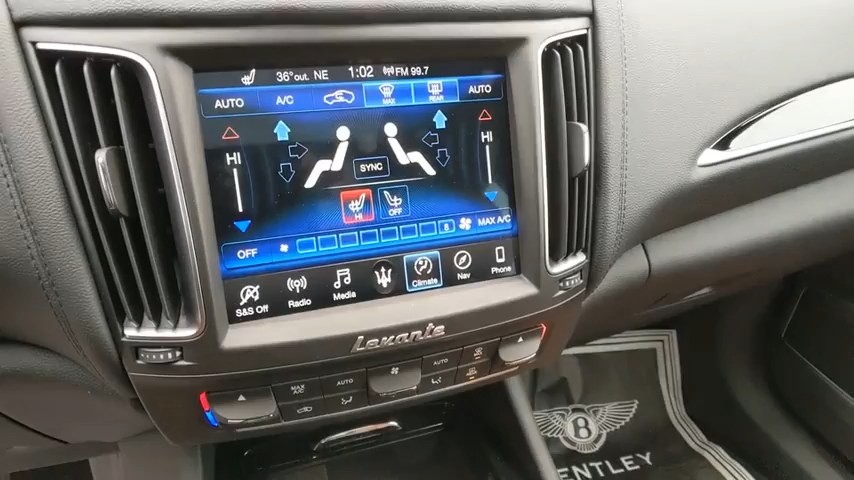 36° out. NE 1:02 FM 99.7
AUTO A/C MAX REAR AUTO
HI HI
SYNC
HI OFF
OFF 8 MAX A/C
S&S Off Radio Media Climate Nav Phone
Levante
MAX A/C AUTO AUTO
B
BENTLEY